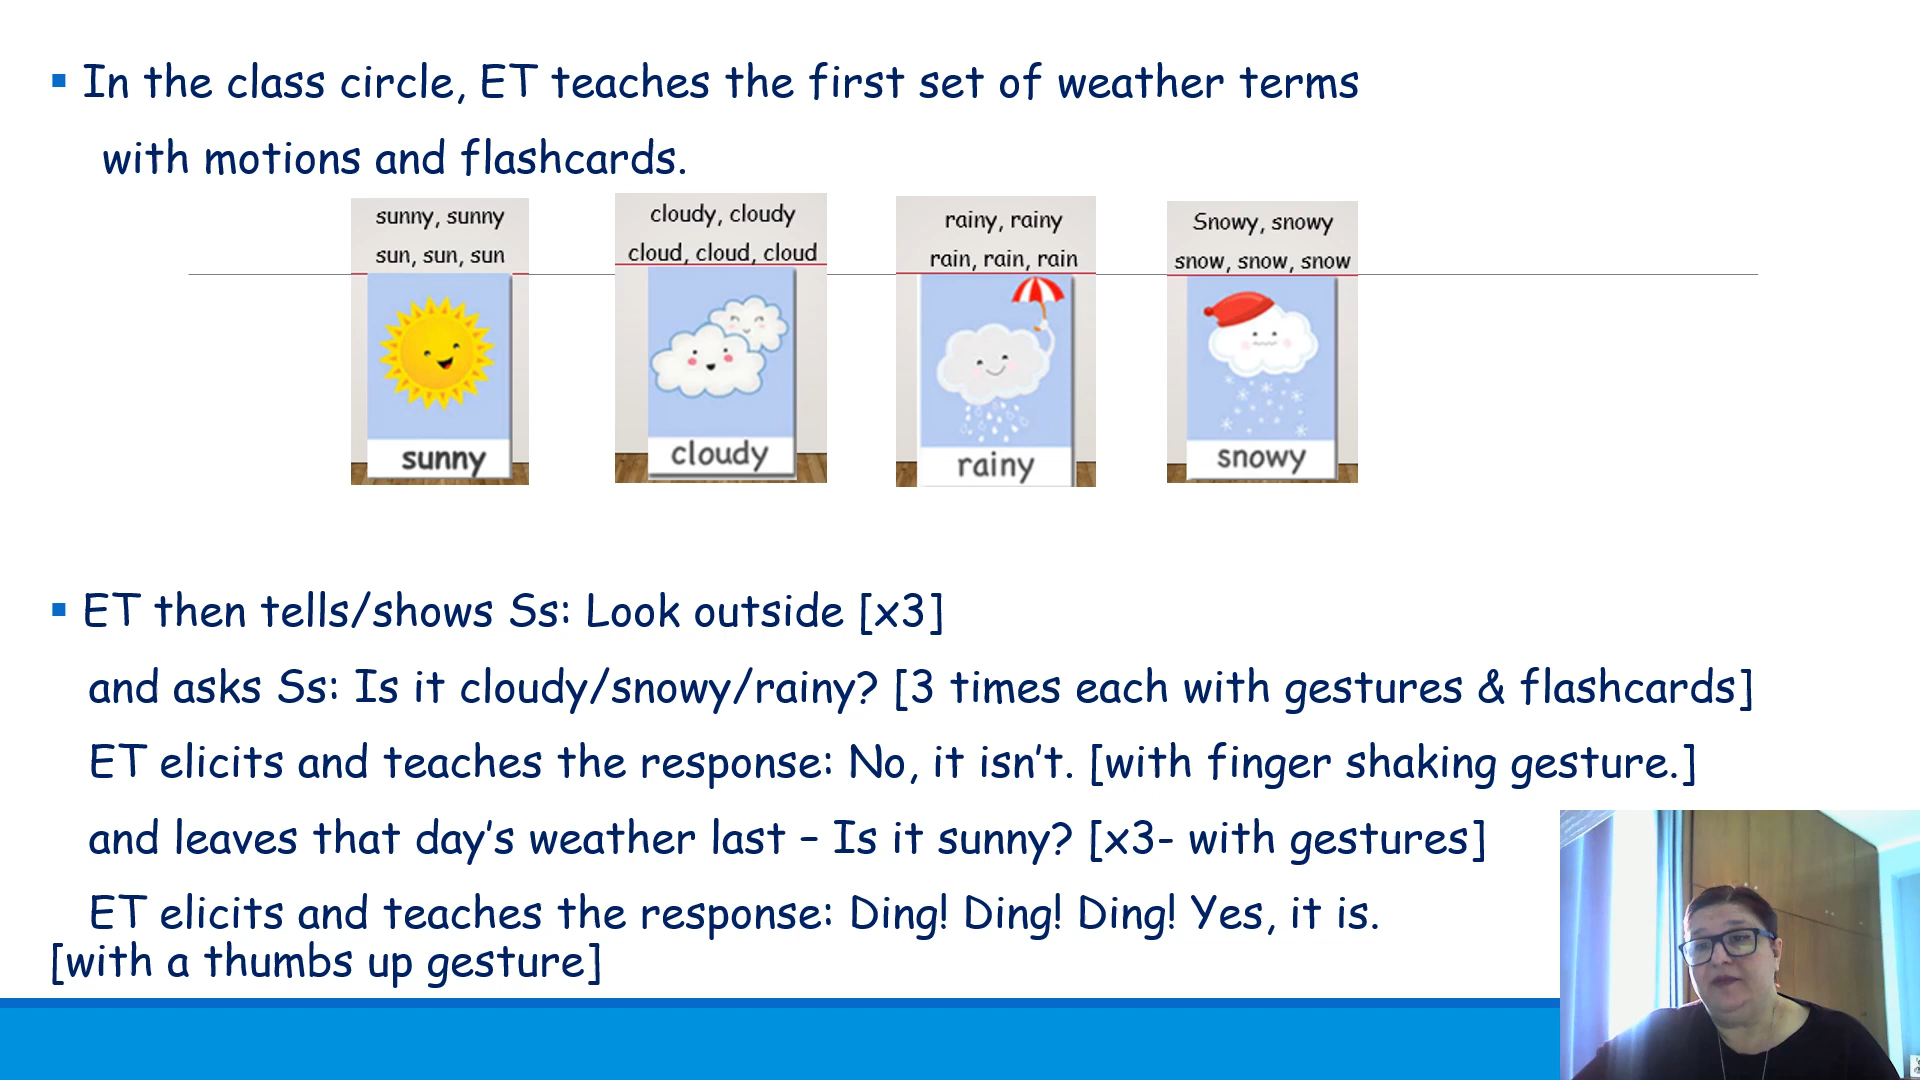 In the class circle, ET teaches the first set of weather terms
with motions and flashcards.
sunny, sunny
sun, sun, sun
sunny
cloudy, cloudy
cloud, cloud, cloud
cloudy
rainy, rainy
rain, rain, rain
rainy
Snowy, snowy
snow, snow, snow
snowy
ET then tells/shows Ss: Look outside [x3]
and asks Ss: Is it cloudy/snowy/rainy? [3 times each with gestures & flashcards]
ET elicits and teaches the response: No, it isn't. [with finger shaking gesture.]
and leaves that day's weather last – Is it sunny? [x3- with gestures]
ET elicits and teaches the response: Ding! Ding! Ding! Yes, it is.
[with a thumbs up gesture]